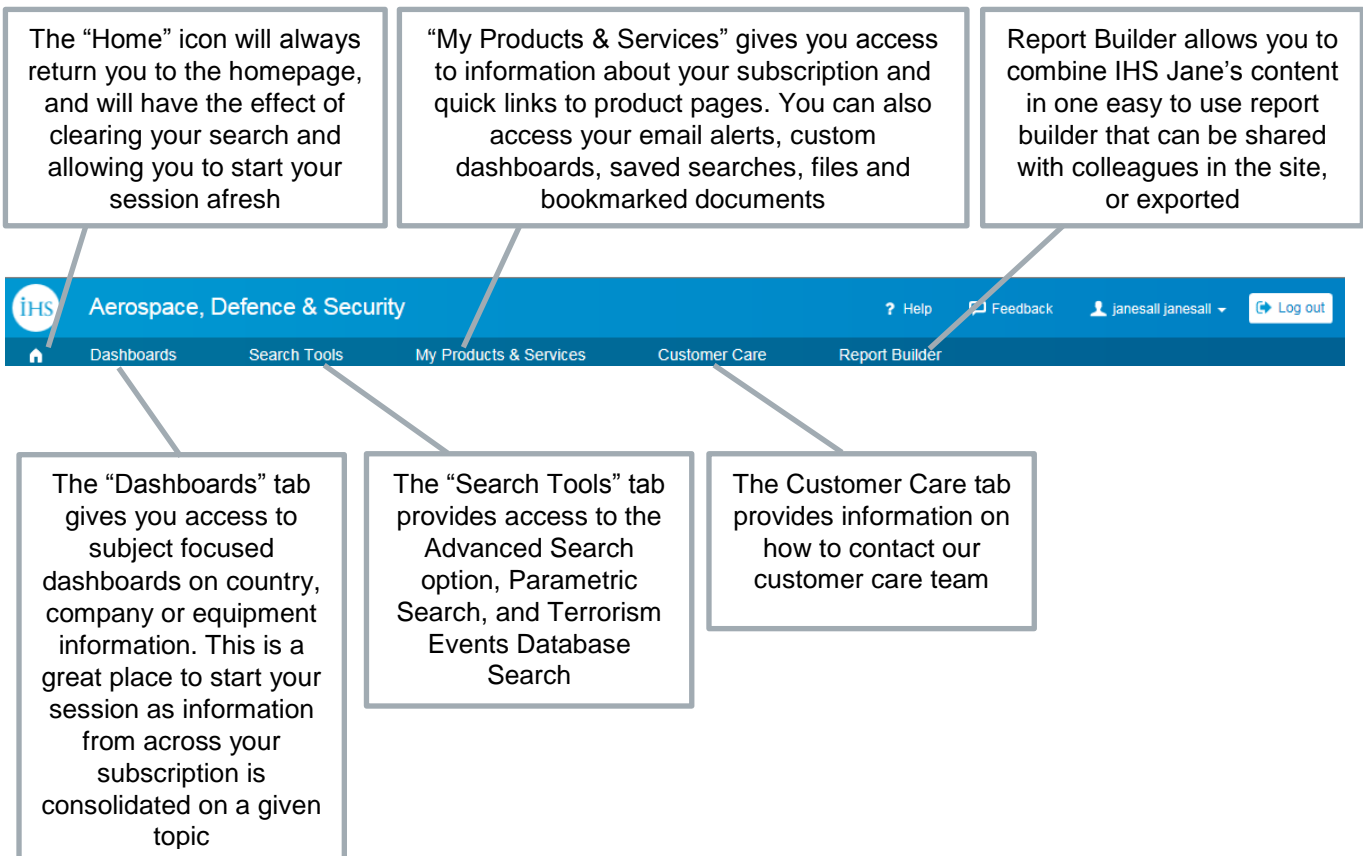 The “Home” icon will always
return you to the homepage,
and will have the effect of
clearing your search and
allowing you to start your
session afresh
“My Products & Services” gives you access
to information about your subscription and
quick links to product pages. You can also
access your email alerts, custom
dashboards, saved searches, files and
bookmarked documents
Report Builder allows you to
combine IHS Jane’s content
in one easy to use report
builder that can be shared
with colleagues in the site,
or exported
IHS Aerospace, Defence & Security ? Help Feedback janesall janesall Log out
Dashboards Search Tools My Products & Services Customer Care Report Builder
The “Dashboards” tab
gives you access to
subject focused
dashboards on country,
company or equipment
information. This is a
great place to start your
session as information
from across your
subscription is
consolidated on a given
topic
The “Search Tools” tab
provides access to the
Advanced Search
option, Parametric
Search, and Terrorism
Events Database
Search
The Customer Care tab
provides information on
how to contact our
customer care team